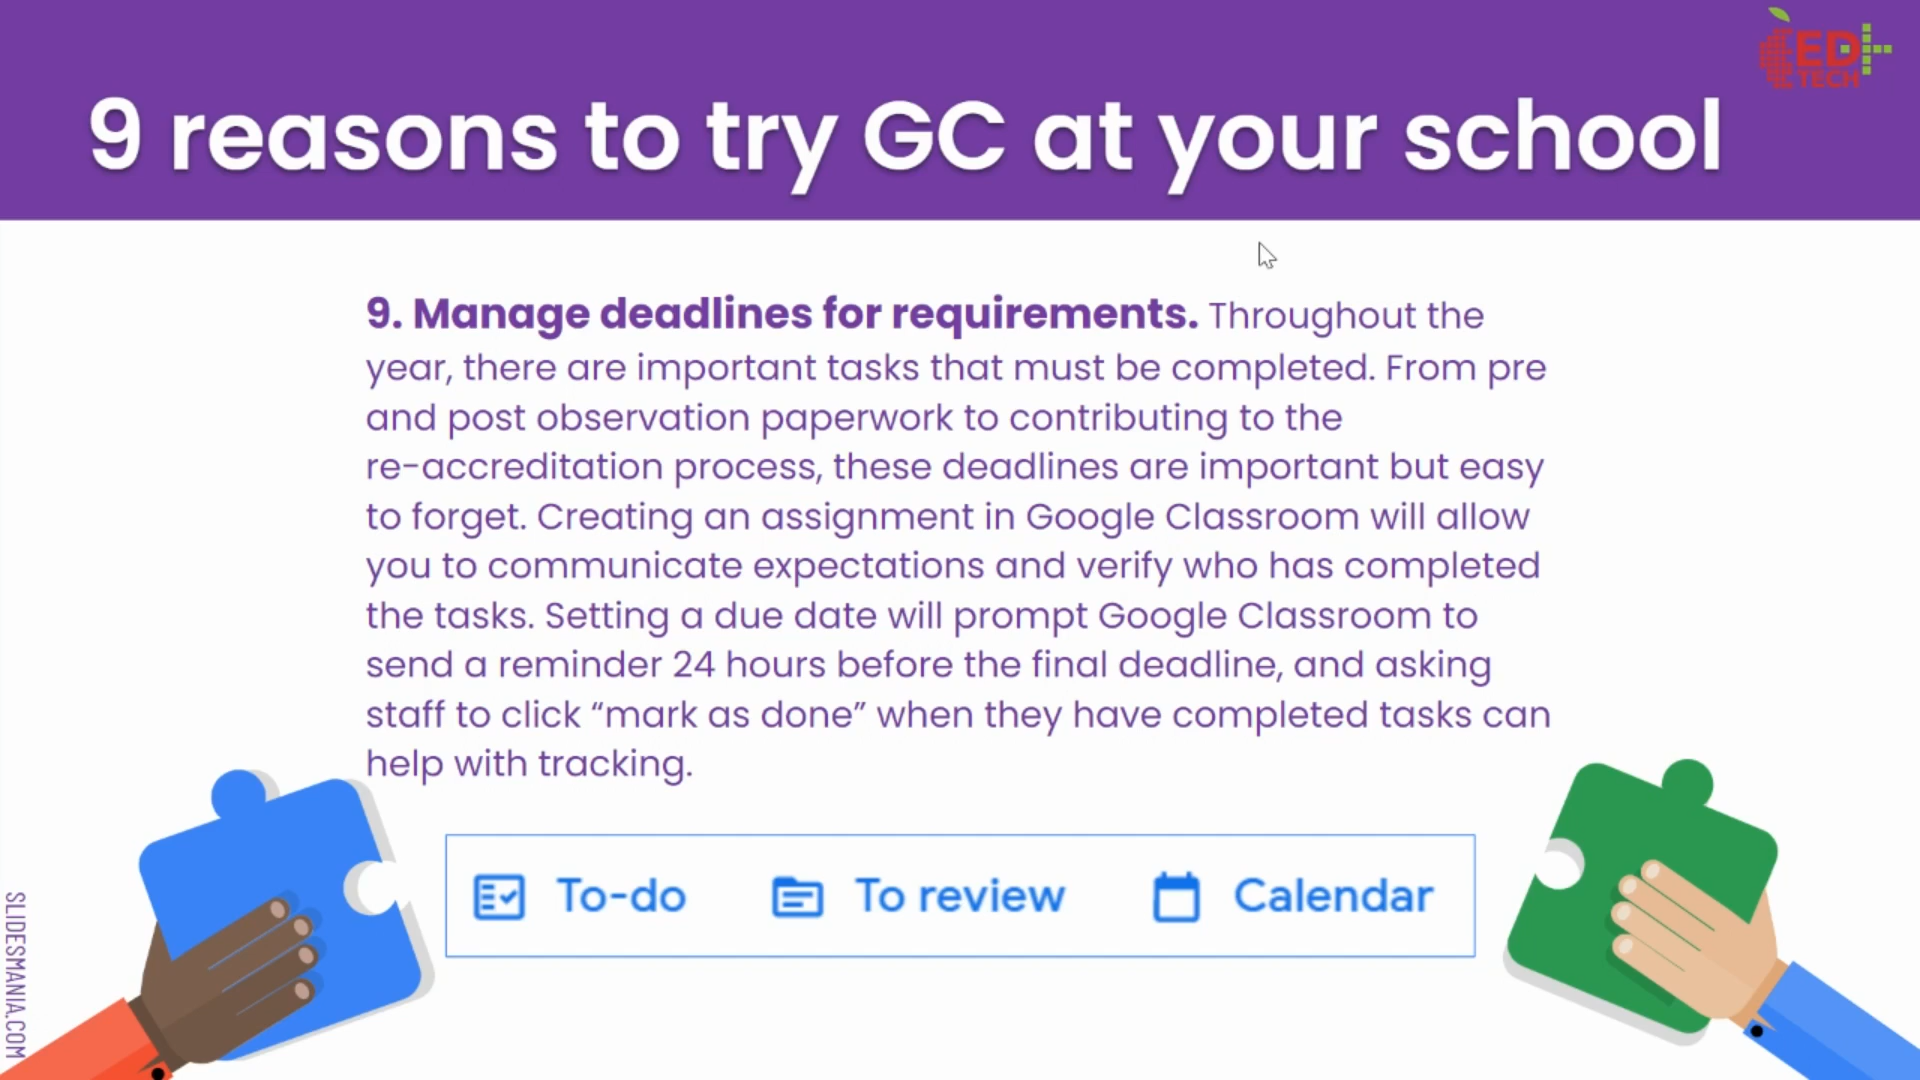 ED
TECH
9 reasons to try GC at your school
9. Manage deadlines for requirements. Throughout the
year, there are important tasks that must be completed. From pre
and post observation paperwork to contributing to the
re-accreditation process, these deadlines are important but easy
to forget. Creating an assignment in Google Classroom will allow
you to communicate expectations and verify who has completed
the tasks. Setting a due date will prompt Google Classroom to
send a reminder 24 hours before the final deadline, and asking
staff to click “mark as done” when they have completed tasks can
help with tracking.
To-do To review Calendar
SLIDESMANIA.COM